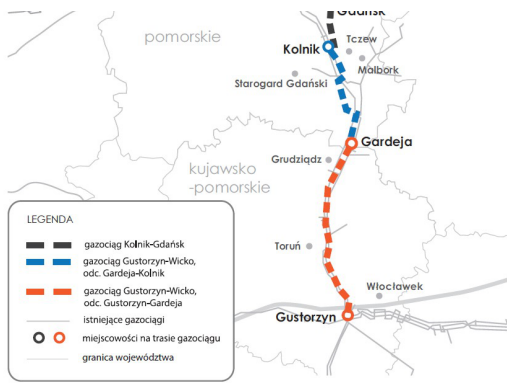 Gdańsk
pomorskie
Tczew
Kolnik
Malbork
Starogard Gdański
Gardeja
Grudziądz
kujawsko
-pomorskie
LEGENDA
gazociąg Kolnik-Gdańsk
gazociąg Gustorzyn-Wicko,
odc. Gardeja-Kolnik
gazociąg Gustorzyn-Wicko,
odc. Gustorzyn-Gardeja
istniejące gazociągi
miejscowości na trasie gazociągu
granica województwa
Toruń
Włocławek
Gustorzyn